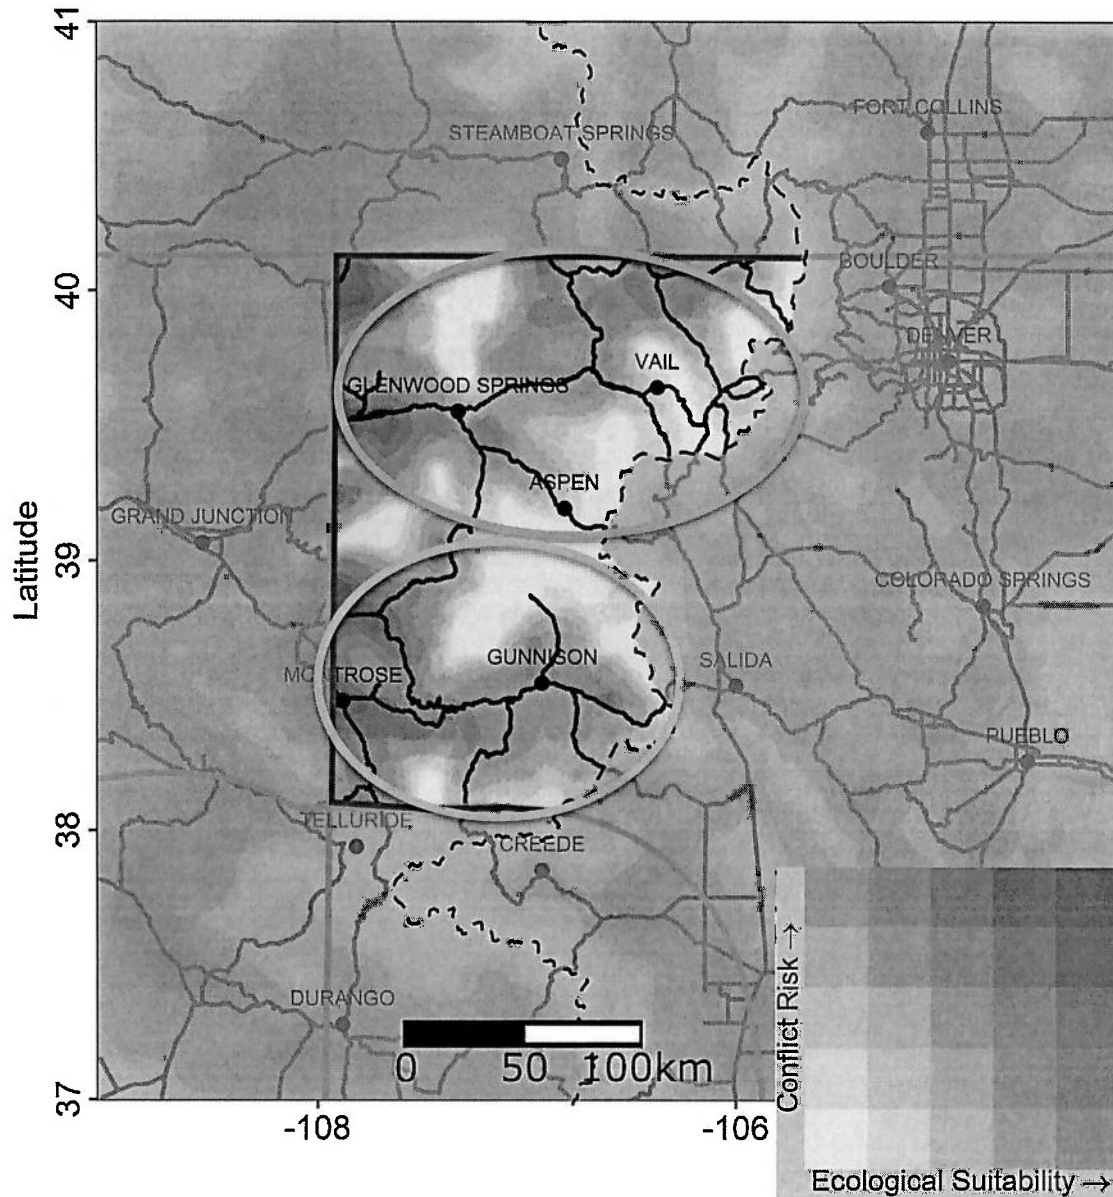 41
STEAMBOAT SPRINGS
FORT COLLINS
40
BOULDER
DENVER
VAIL
GLENWOOD SPRINGS
ASPEN
GRAND JUNCTION
39
COLORADO SPRINGS
Latitude
GUNNISON
SALIDA
MONTROSE
PUEBLO
38
TELLURIDE
CREEDE
DURANGO
0 50 100km
37
-108
-106
Conflict Risk →
Ecological Suitability →